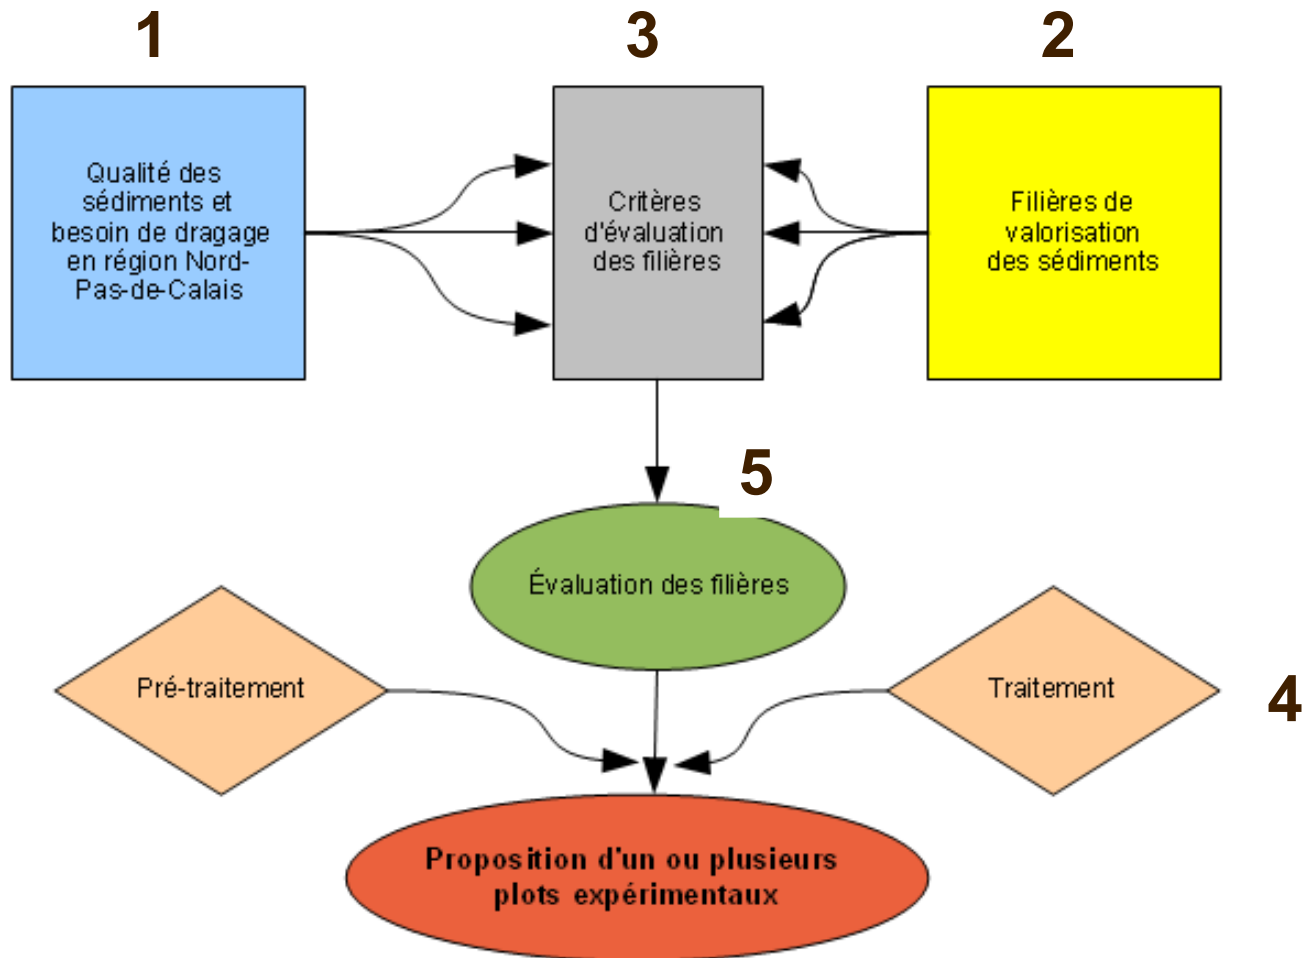 1
3
2
Qualité des
sédiments et
besoin de dragage
en région Nord-
Pas-de-Calais
Critères
d'évaluation
des filières
Filières de
valorisation
des sédiments
5
Évaluation des filières
Pré-traitement
Traitement
4
Proposition d'un ou plusieurs
plots expérimentaux